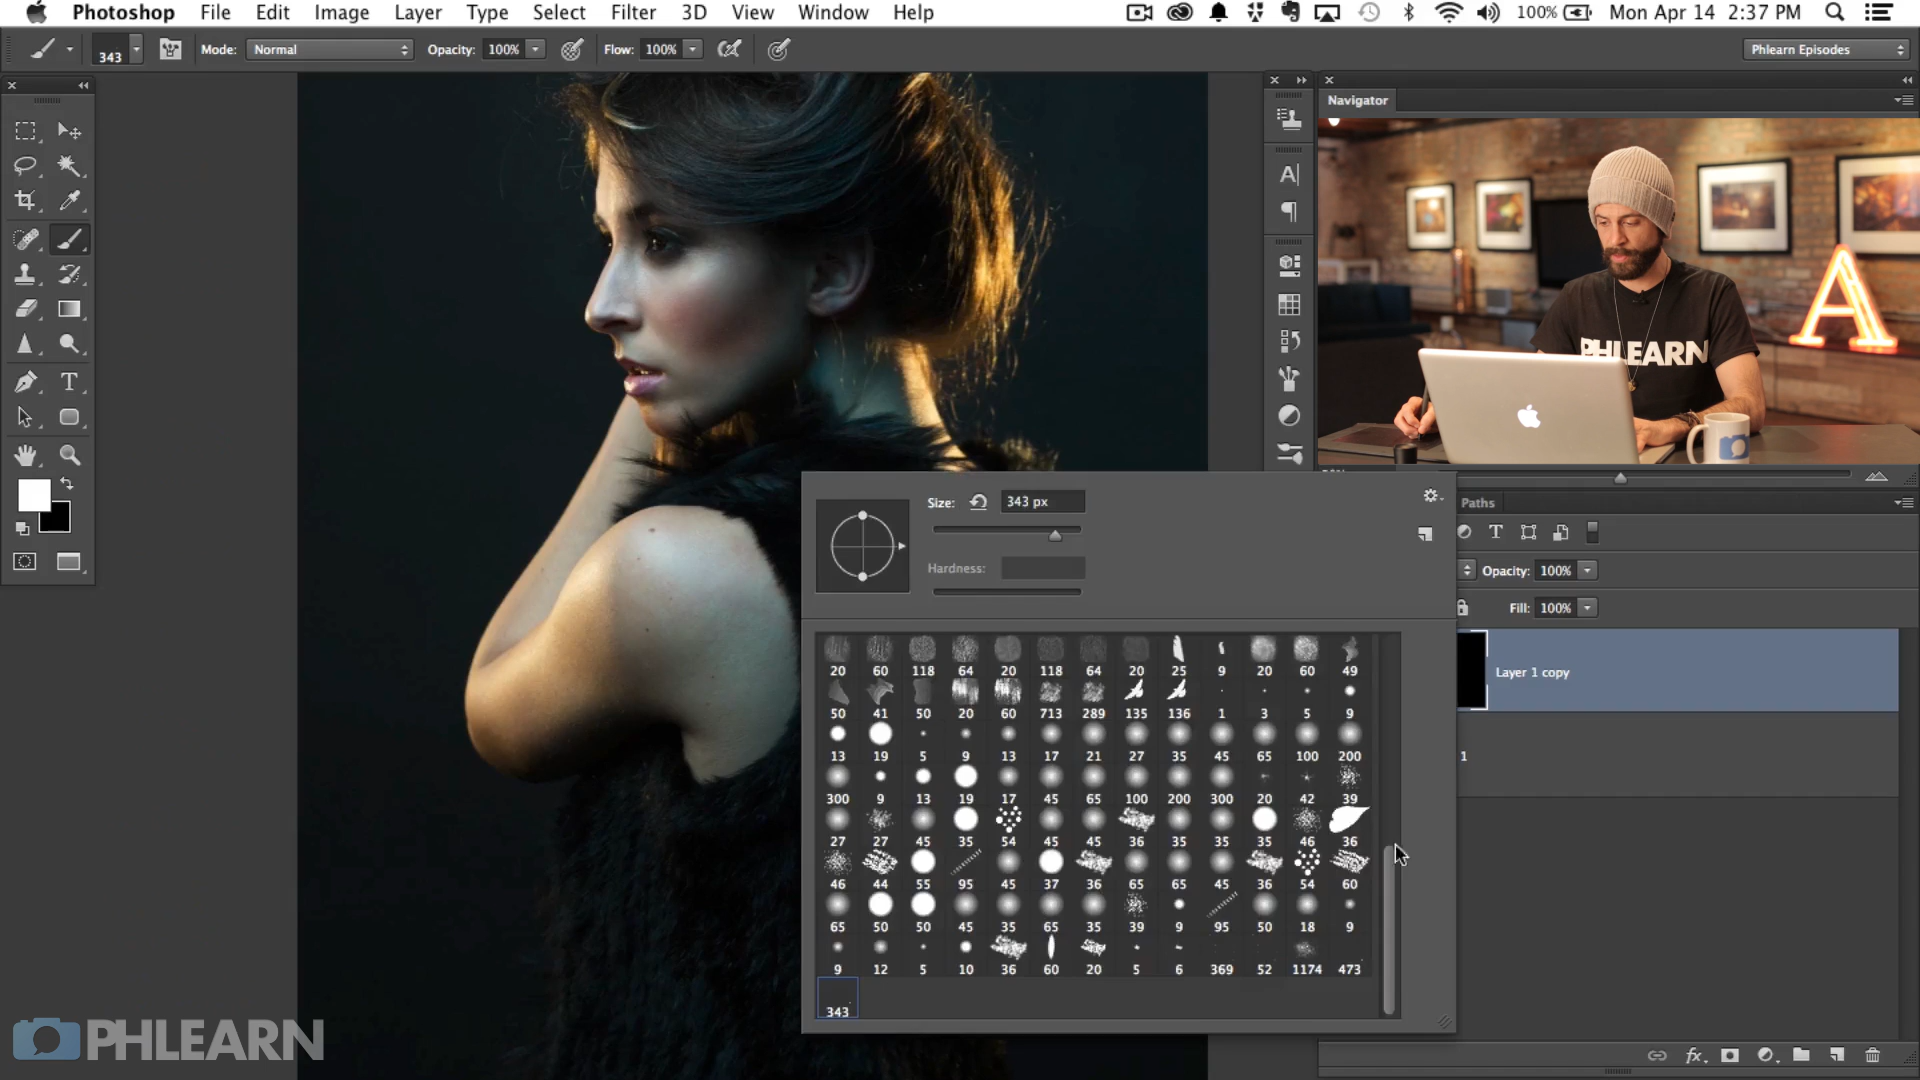 Photoshop File Edit Image Layer Type Select Filter 3D View Window Help 100% Mon Apr 14 2:37 PM
343 Mode: Normal Opacity: 100% Flow: 100% Phlearn Episodes
Navigator
A
PHLEARN
Size: 343 px
Hardness:
Paths
Opacity: 100%
Fill: 100%
Layer 1 copy
1
20 60 118 64 20 118 64 20 25 9 20 60 49
50 41 50 20 60 713 289 135 136 1 3 5 9
13 19 5 9 13 17 21 27 35 45 65 100 200
300 9 13 19 17 45 65 100 200 300 20 42 39
27 27 45 35 54 45 45 36 35 35 35 46 36
46 44 55 95 45 37 36 65 65 45 36 54 60
65 50 50 45 35 65 35 39 9 95 50 18 9
9 12 5 10 36 60 20 5 6 369 52 1174 473
343
PHLEARN
fx